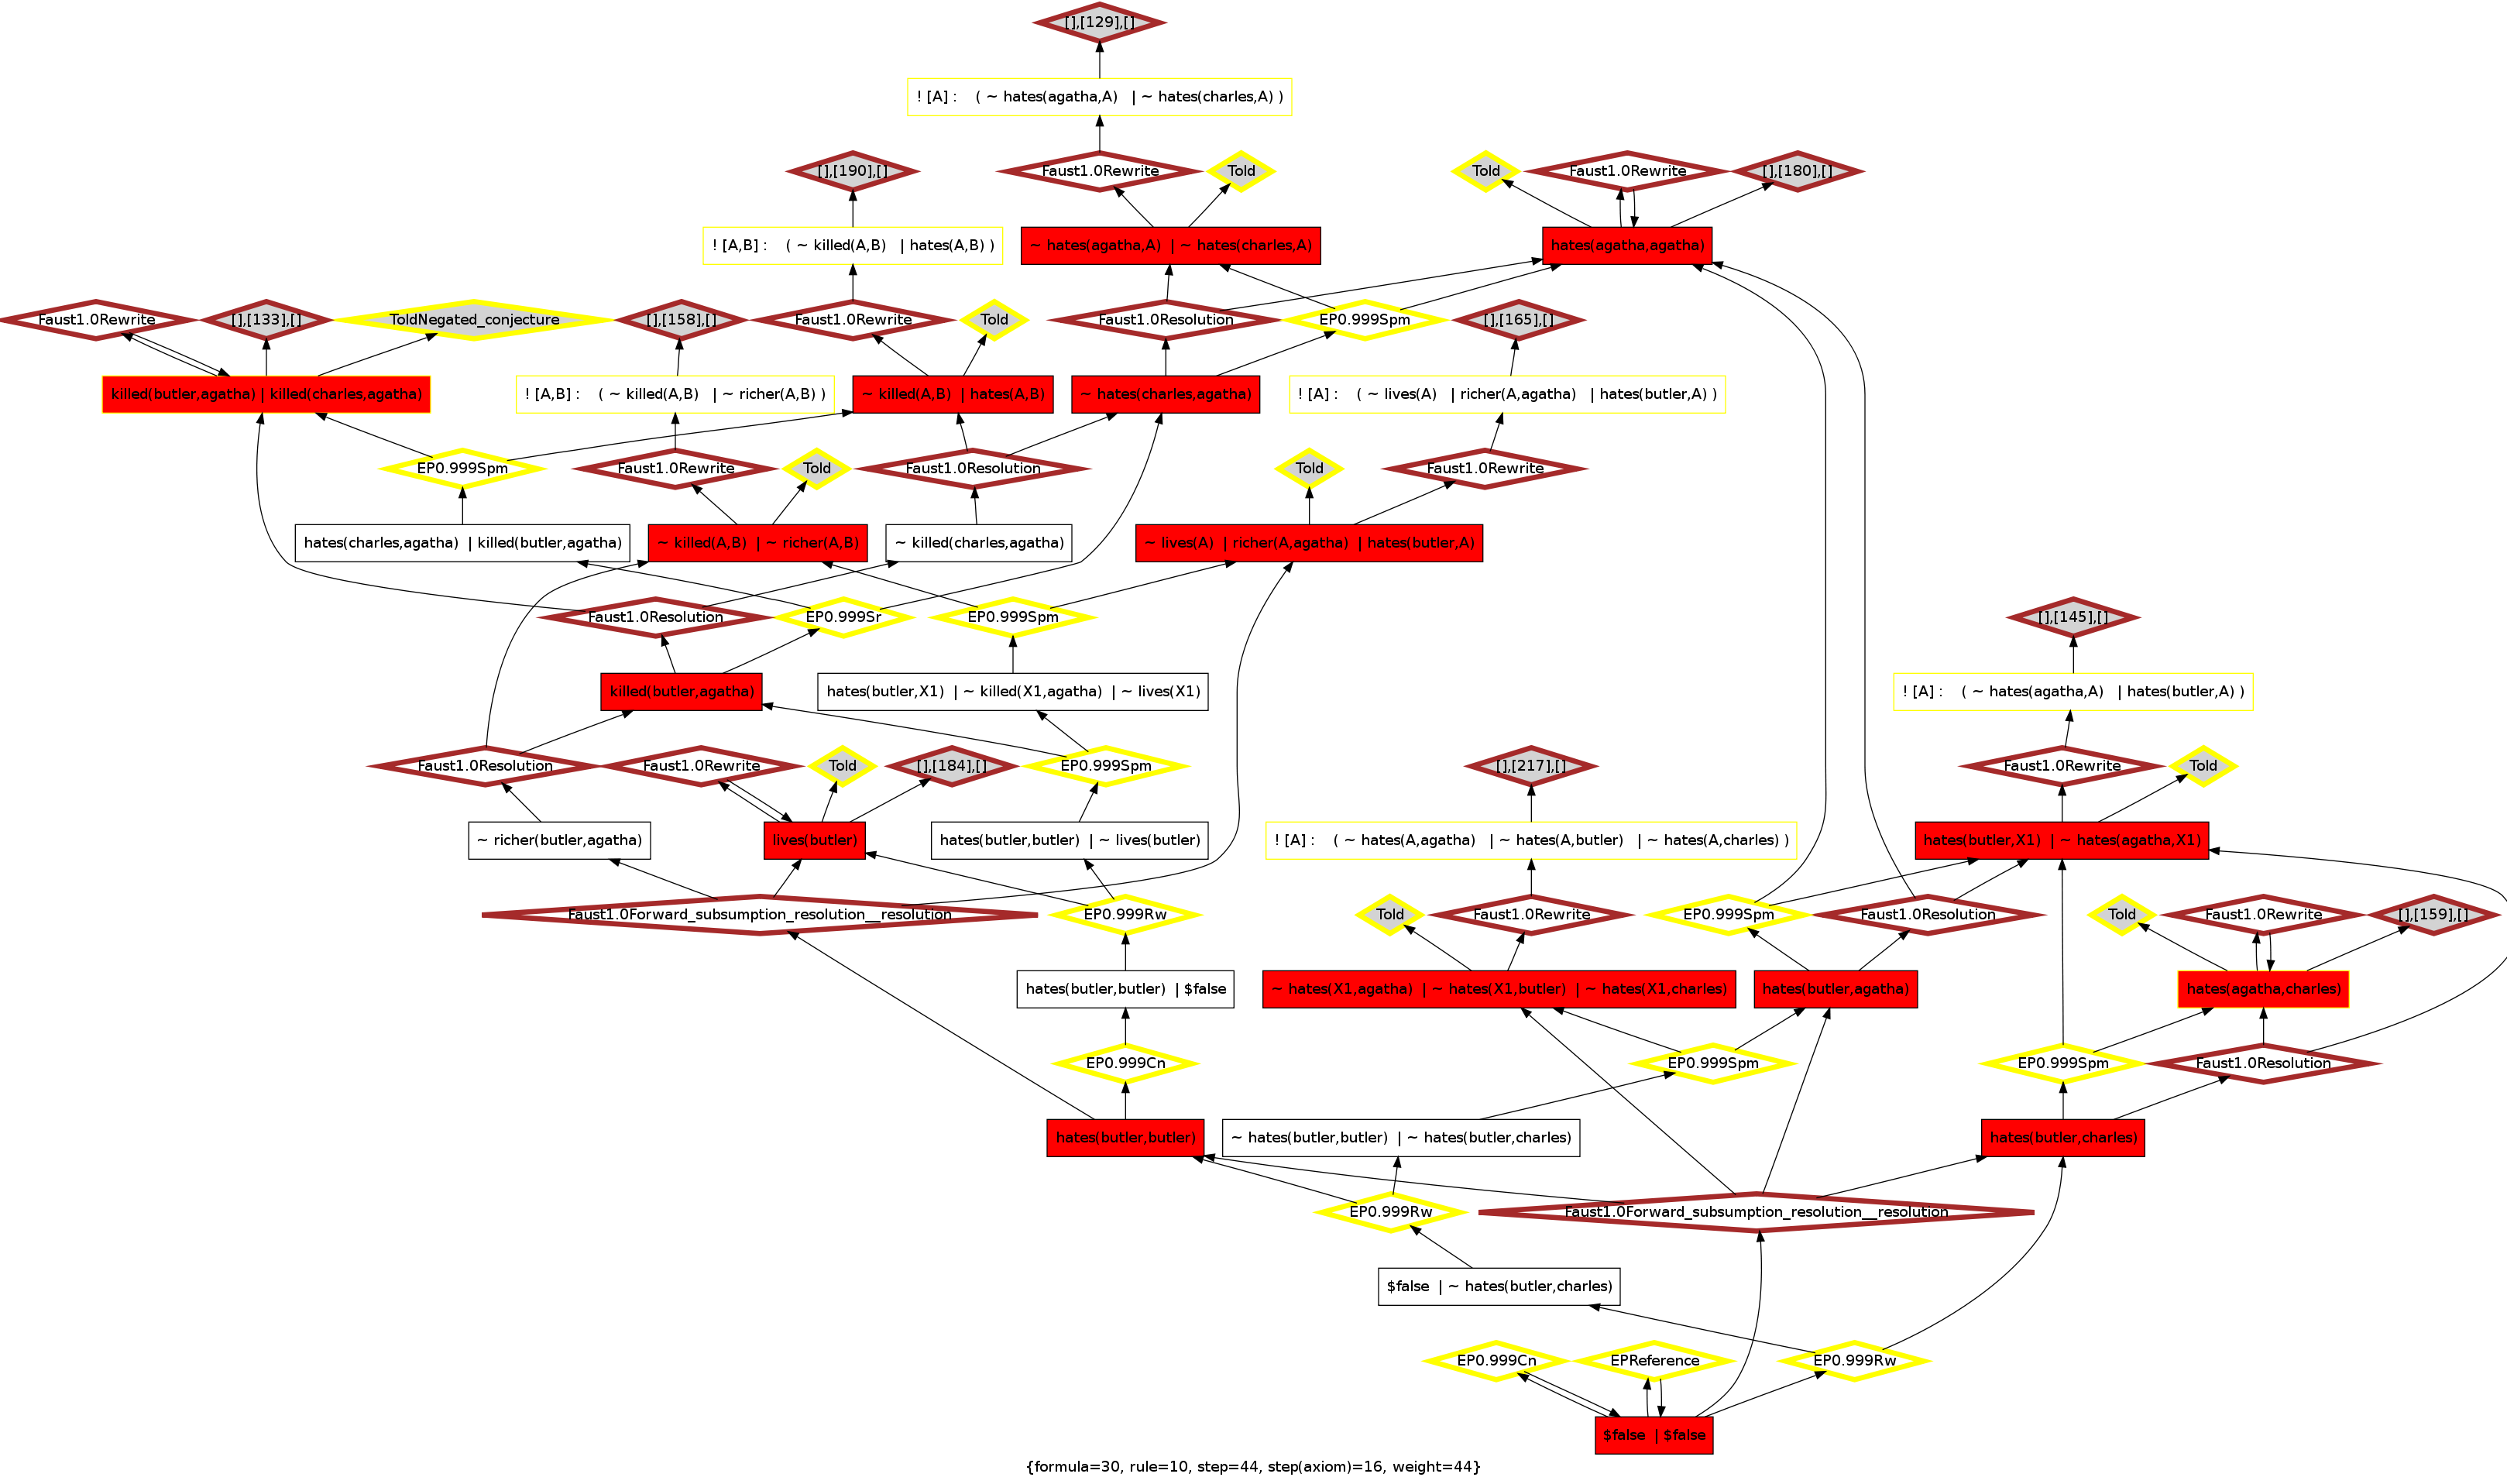 [],[129],[]
! [A] : ( ~ hates(agatha,A) | ~ hates(charles,A) )
[],[190],[]
Faust1.0Rewrite
Told
Told
Faust1.0Rewrite
[],[180],[]
! [A,B] : ( ~ killed(A,B) | hates(A,B) )
~ hates(agatha,A) | ~ hates(charles,A)
hates(agatha,agatha)
Faust1.0Rewrite
[],[133],[]
ToldNegated_conjecture
[],[158],[]
Faust1.0Rewrite
Told
Faust1.0Resolution
EP0.999Spm
[],[165],[]
killed(butler,agatha) | killed(charles,agatha)
! [A,B] : ( ~ killed(A,B) | ~ richer(A,B) )
~ killed(A,B) | hates(A,B)
~ hates(charles,agatha)
! [A] : ( ~ lives(A) | richer(A,agatha) | hates(butler,A) )
EP0.999Spm
Faust1.0Rewrite
Told
Faust1.0Resolution
Told
Faust1.0Rewrite
hates(charles,agatha) | killed(butler,agatha)
~ killed(A,B) | ~ richer(A,B)
~ killed(charles,agatha)
~ lives(A) | richer(A,agatha) | hates(butler,A)
Faust1.0Resolution
EP0.999Sr
EP0.999Spm
[],[145],[]
killed(butler,agatha)
hates(butler,X1) | ~ killed(X1,agatha) | ~ lives(X1)
! [A] : ( ~ hates(agatha,A) | hates(butler,A) )
Faust1.0Resolution
Faust1.0Rewrite
Told
[],[184],[]
EP0.999Spm
[],[217],[]
Faust1.0Rewrite
Told
~ richer(butler,agatha)
lives(butler)
hates(butler,butler) | ~ lives(butler)
! [A] : ( ~ hates(A,agatha) | ~ hates(A,butler) | ~ hates(A,charles) )
hates(butler,X1) | ~ hates(agatha,X1)
Faust1.0Forward_subsumption_resolution__resolution
EP0.999Rw
Told
Faust1.0Rewrite
EP0.999Spm
Faust1.0Resolution
Told
Faust1.0Rewrite
[],[159],[]
hates(butler,butler) | $false
~ hates(X1,agatha) | ~ hates(X1,butler) | ~ hates(X1,charles)
hates(butler,agatha)
hates(agatha,charles)
EP0.999Cn
EP0.999Spm
EP0.999Spm
Faust1.0Resolution
hates(butler,butler)
~ hates(butler,butler) | ~ hates(butler,charles)
hates(butler,charles)
EP0.999Rw
Faust1.0Forward_subsumption_resolution__resolution
$false | ~ hates(butler,charles)
EP0.999Cn
EPReference
EP0.999Rw
$false | $false
{formula=30, rule=10, step=44, step(axiom)=16, weight=44}